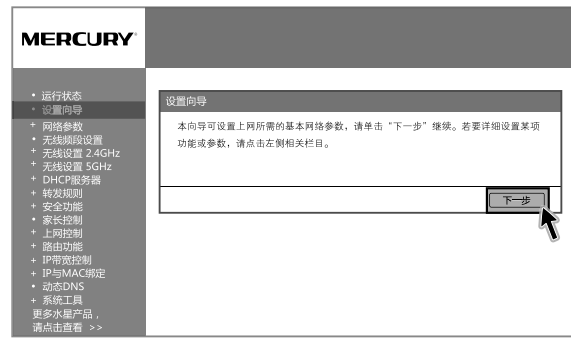 MERCURY
• 运行状态
• 设置向导
+ 网络参数
• 无线频段设置
+ 无线设置 2.4GHz
+ 无线设置 5GHz
+ DHCP服务器
+ 转发规则
+ 安全功能
• 家长控制
+ 上网控制
+ 路由功能
+ IP带宽控制
+ IP与MAC绑定
• 动态DNS
+ 系统工具
更多水星产品，
请点击查看 >>
设置向导
本向导可设置上网所需的基本网络参数，请单击“下一步”继续。若要详细设置某项
功能或参数，请点击左侧相关栏目。
下一步